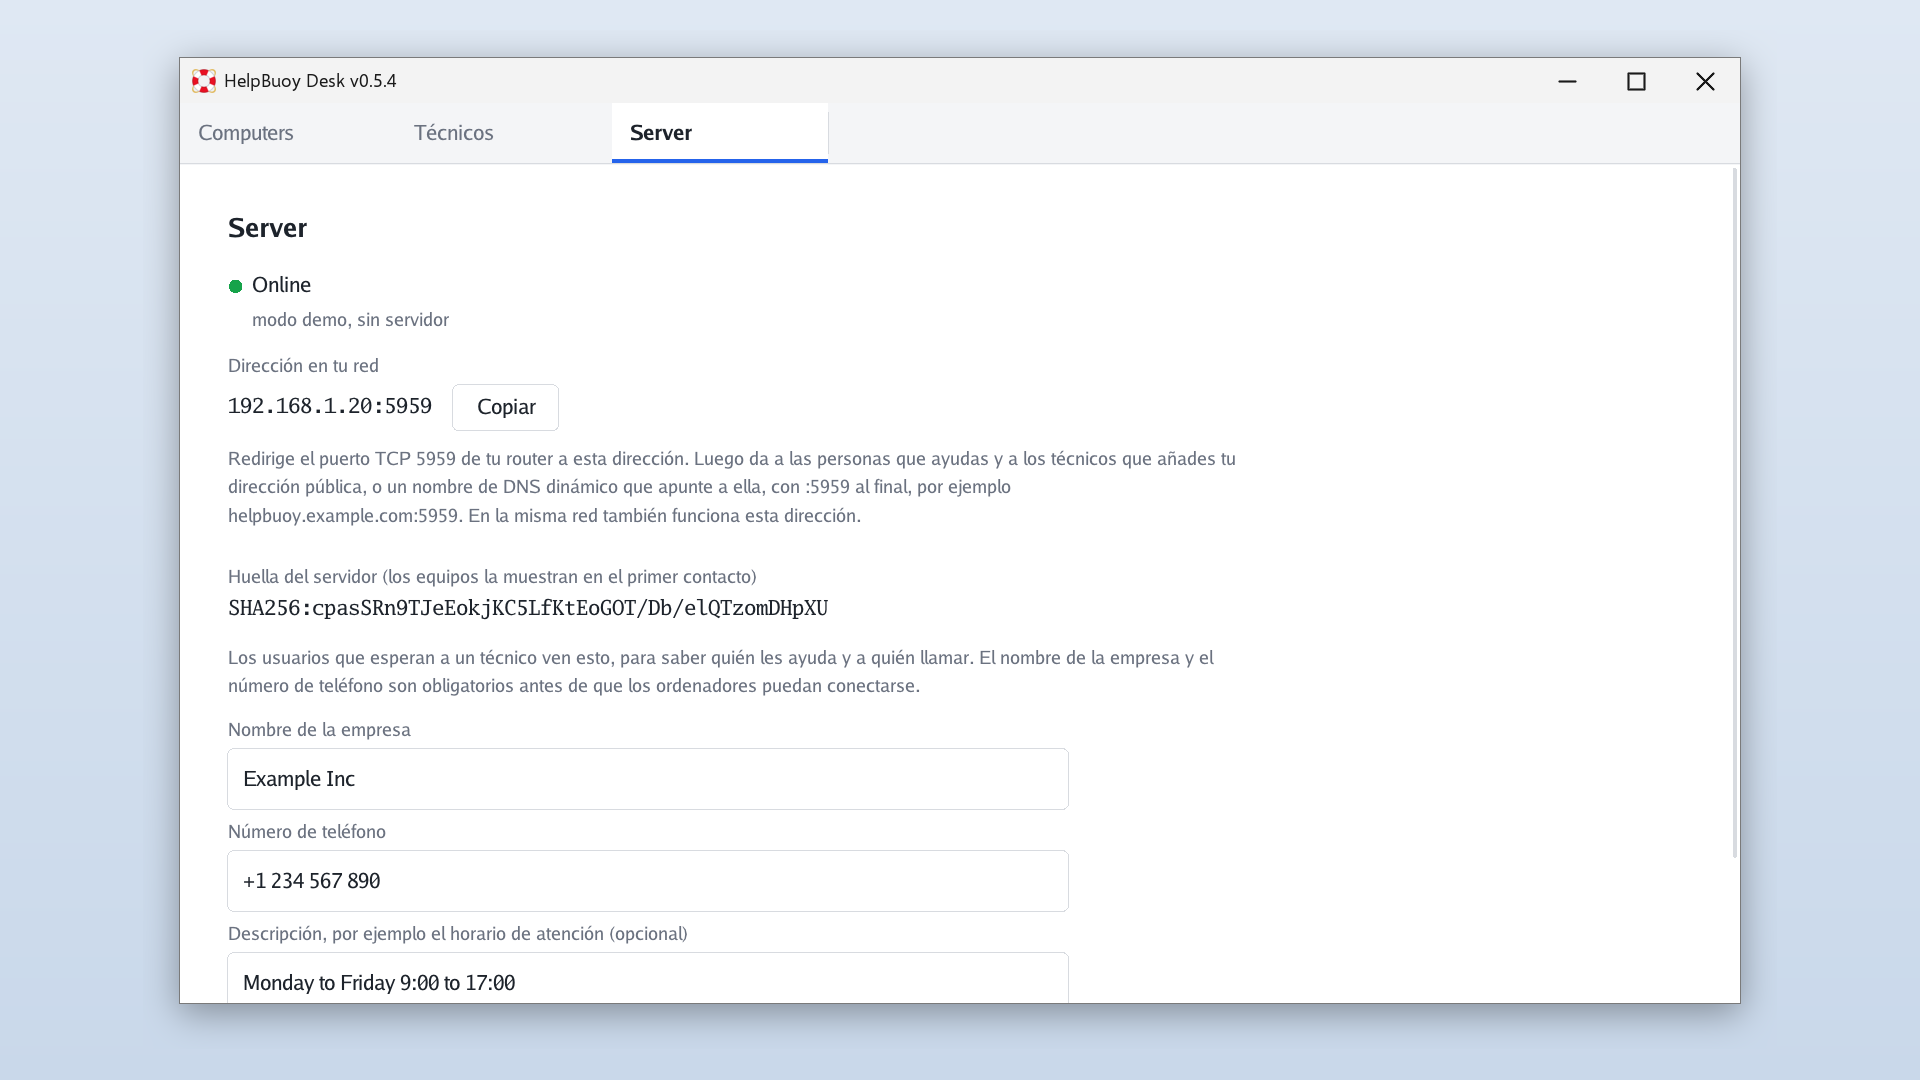 HelpBuoy Desk v0.5.4
Computers
Técnicos
Server
Server
Online
modo demo, sin servidor
Dirección en tu red
192.168.1.20:5959
Copiar
Redirige el puerto TCP 5959 de tu router a esta dirección. Luego da a las personas que ayudas y a los técnicos que añades tu
dirección pública, o un nombre de DNS dinámico que apunte a ella, con :5959 al final, por ejemplo
helpbuoy.example.com:5959. En la misma red también funciona esta dirección.
Huella del servidor (los equipos la muestran en el primer contacto)
SHA256:cpasSRn9TJeEokjKC5LfKtEoGOT/Db/elQTzomDHpXU
Los usuarios que esperan a un técnico ven esto, para saber quién les ayuda y a quién llamar. El nombre de la empresa y el
número de teléfono son obligatorios antes de que los ordenadores puedan conectarse.
Nombre de la empresa
Example Inc
Número de teléfono
+1 234 567 890
Descripción, por ejemplo el horario de atención (opcional)
Monday to Friday 9:00 to 17:00